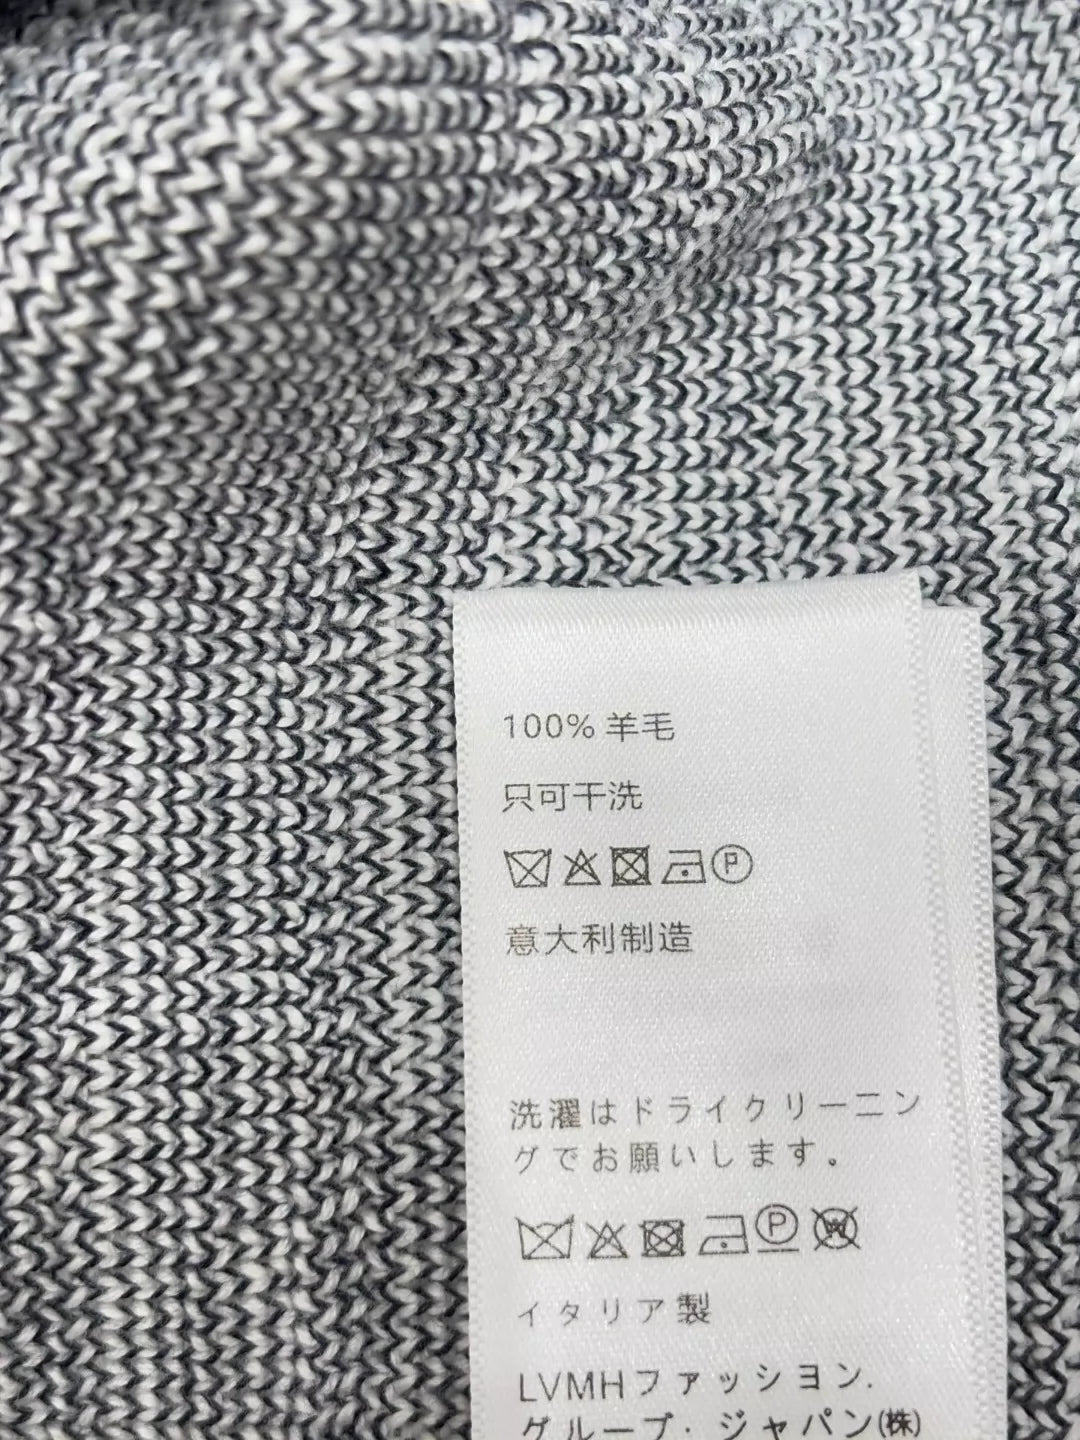 100% 羊毛
只可干洗
P
意大利制造
洗濯はドライクリーニン
グでお願いします。
P W
イタリア製
LVMHファッション.
グループ・ジャパン(株)